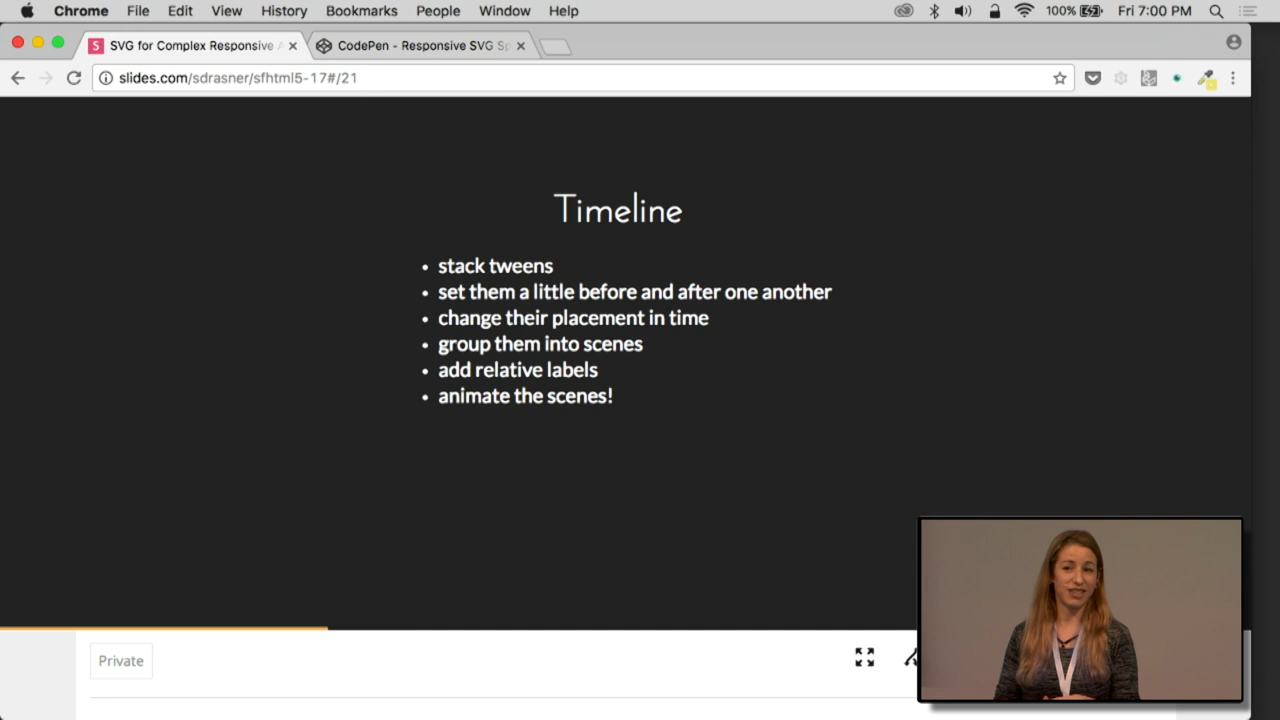 Chrome File Edit View History Bookmarks People Window Help 100% Fri 7:00 PM
S SVG for Complex Responsive CodePen - Responsive SVG
slides.com/sdrasner/sfhtml5-17#/21
Timeline
• stack tweens
• set them a little before and after one another
• change their placement in time
• group them into scenes
• add relative labels
• animate the scenes!
Private